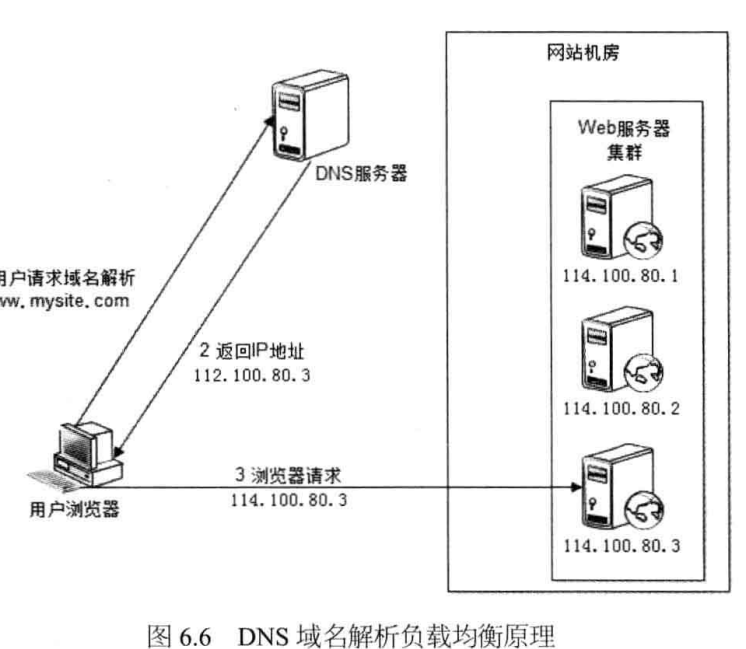 网站机房
Web服务器
集群
DNS服务器
114.100.80.1
用户请求域名解析
www.mysite.com
2 返回IP地址
112.100.80.3
114.100.80.2
3 浏览器请求
114.100.80.3
用户浏览器
114.100.80.3
图 6.6 DNS 域名解析负载均衡原理